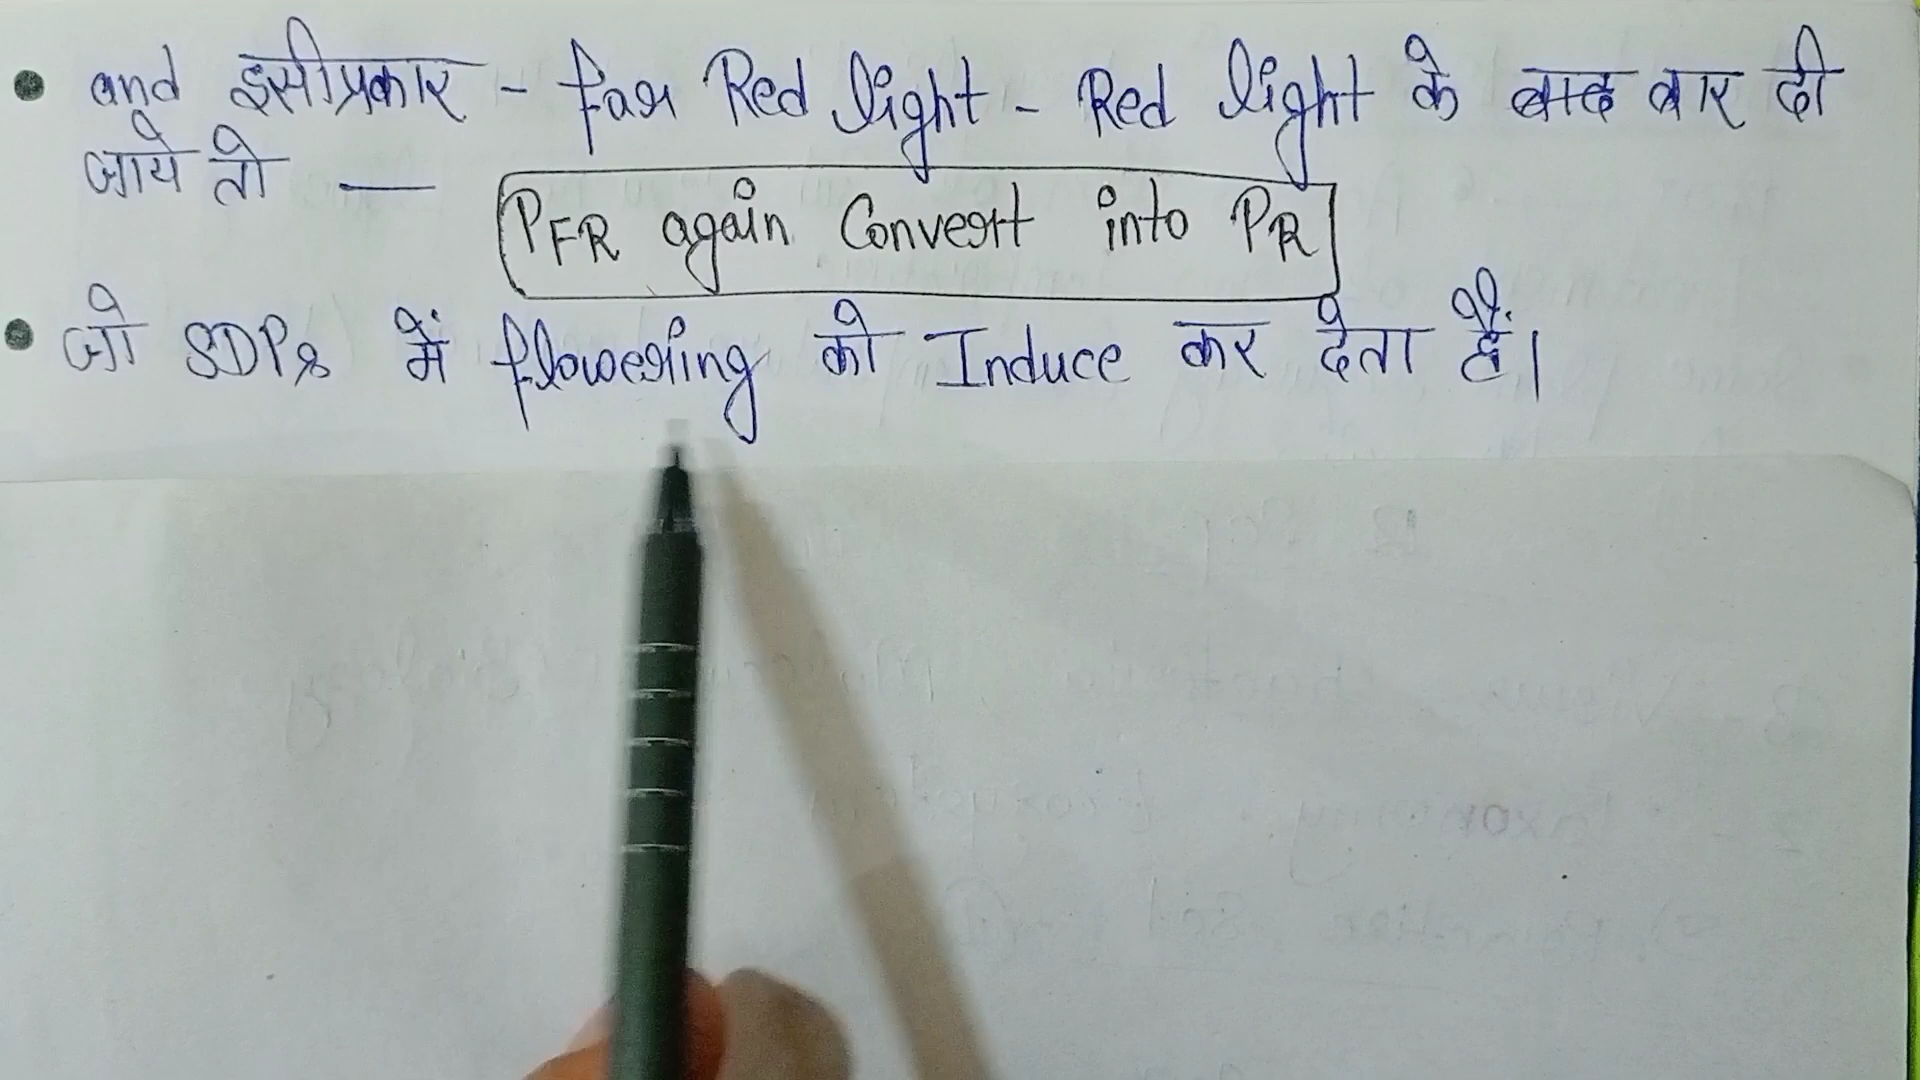 • and इसीप्रकार - far Red light - Red light के बाद बार दी
जाये तो —
PFR again Convert into PR
• जो SDPs में flowering को Induce कर देता हैं।